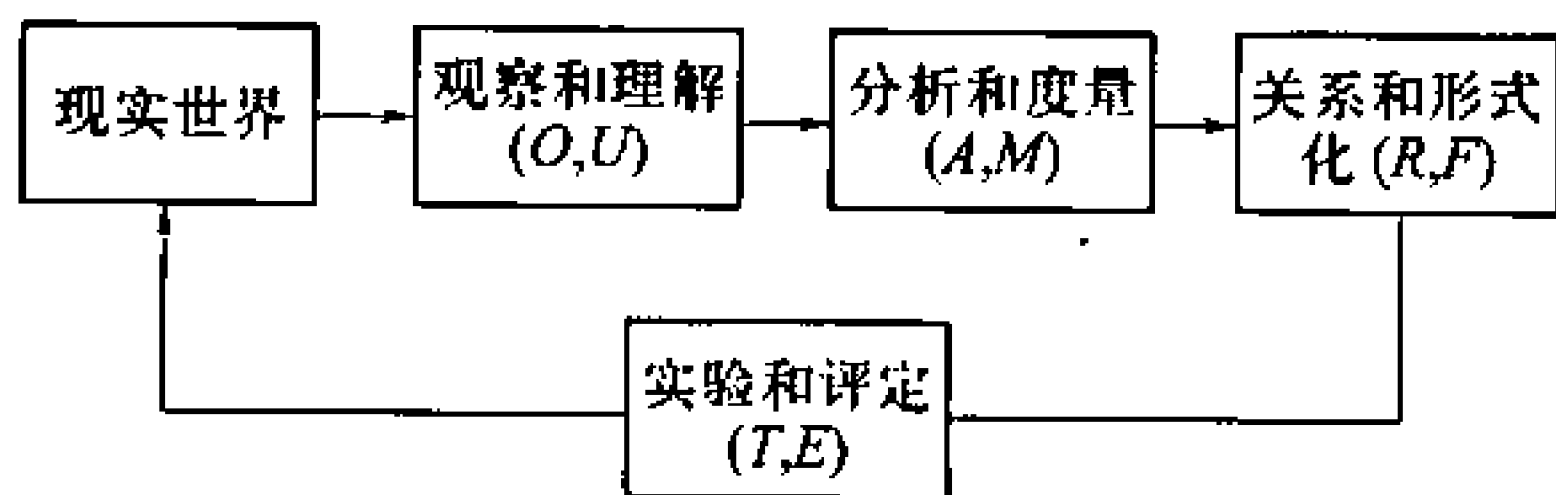 现实世界
观察和理解
(O,U)
分析和度量
(A,M)
关系和形式
化 (R,F)
实验和评定
(T,E)